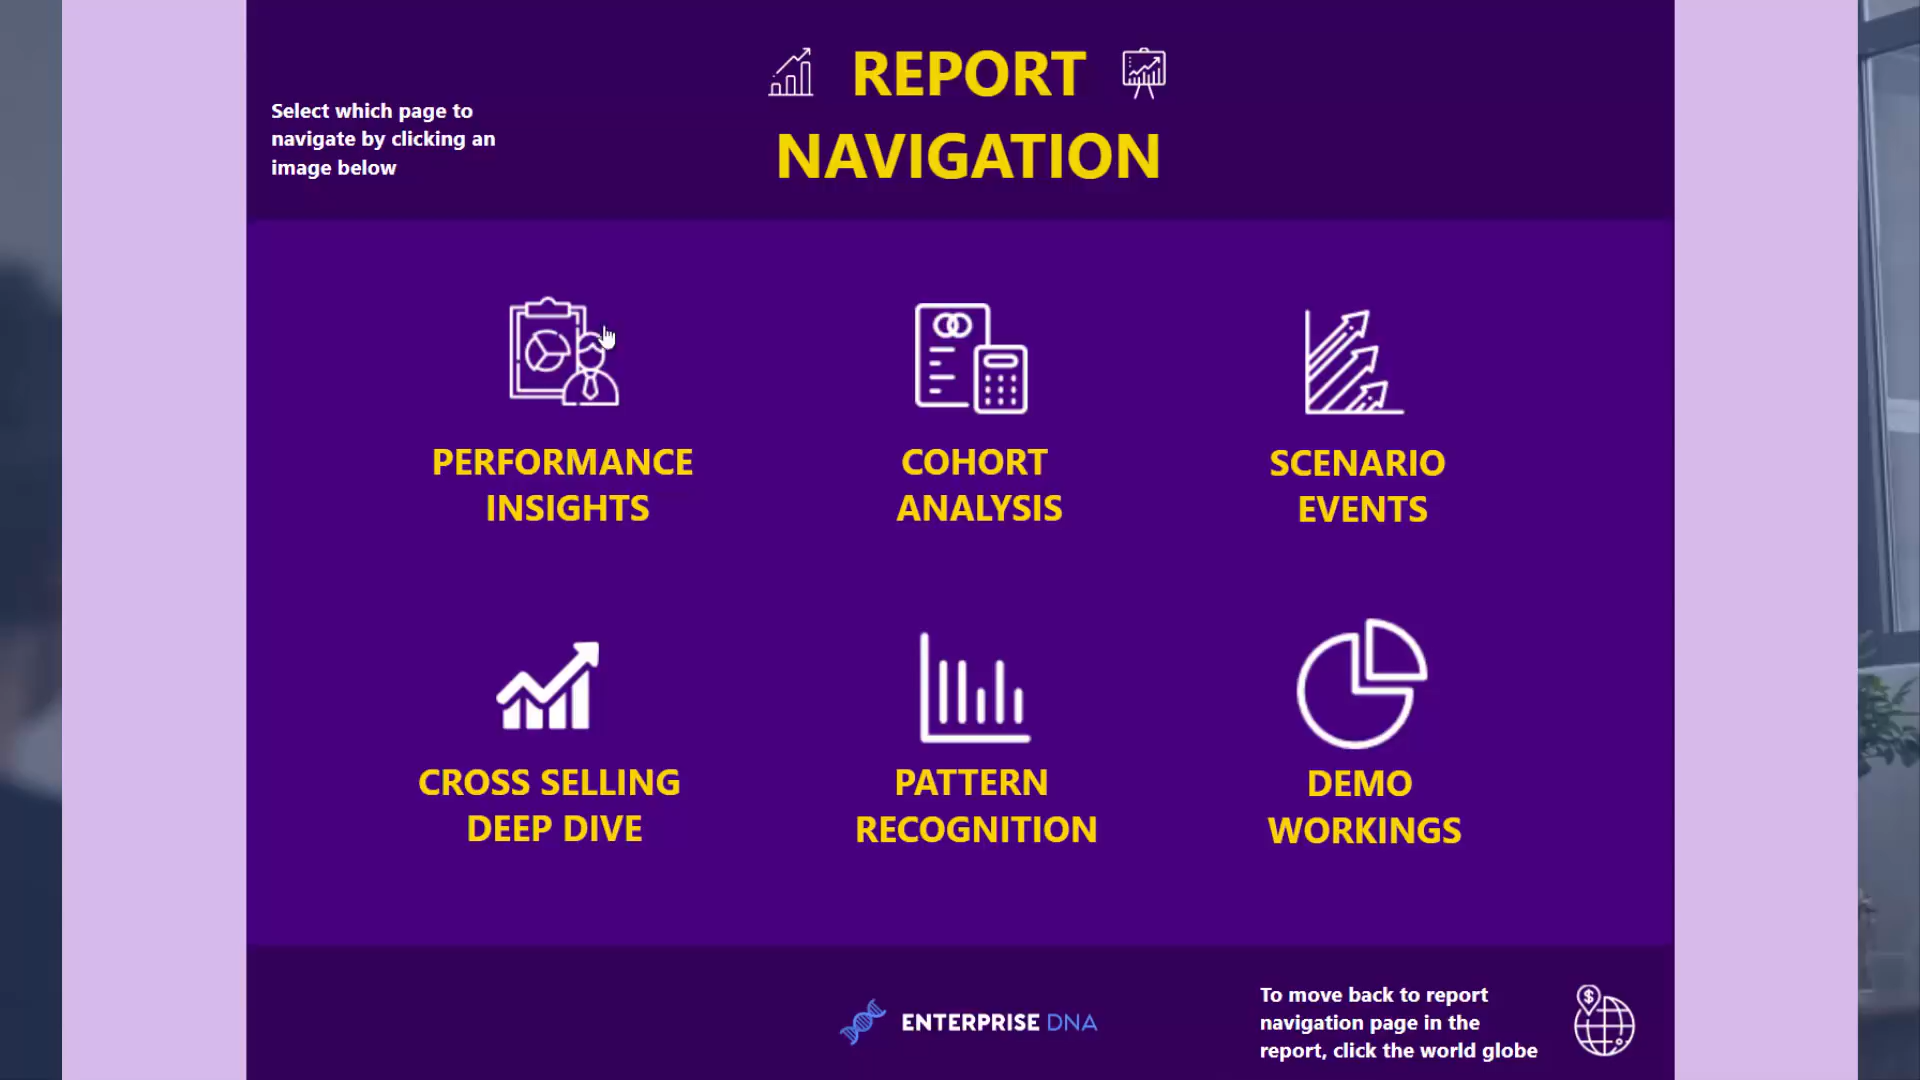 Select which page to
navigate by clicking an
image below
REPORT
NAVIGATION
PERFORMANCE
INSIGHTS
COHORT
ANALYSIS
SCENARIO
EVENTS
CROSS SELLING
DEEP DIVE
PATTERN
RECOGNITION
DEMO
WORKINGS
ENTERPRISE DNA
To move back to report
navigation page in the
report, click the world globe
$